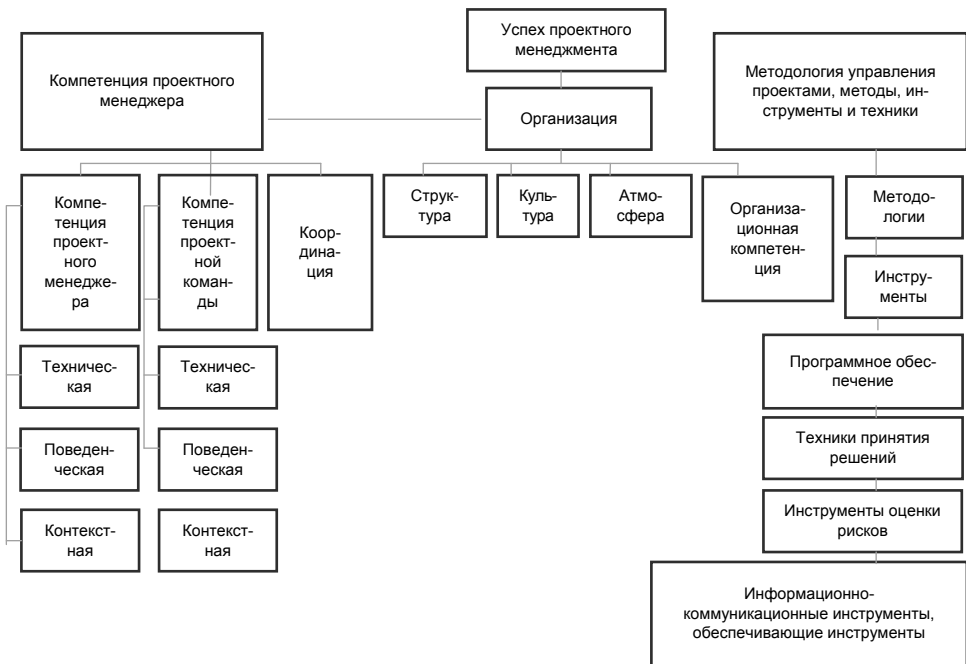 Успех проектного
менеджмента
Компетенция проектного
менеджера
Методология управления
проектами, методы, ин-
струменты и техники
Организация
Компе-
тенция
проект-
ного
менедже-
ра
Компе-
тенция
проект-
ной
коман-
ды
Коор-
дина-
ция
Струк-
тура
Куль-
тура
Атмо-
сфера
Организа-
ционная
компетен-
ция
Методо-
логии
Инстру-
менты
Техничес-
кая
Техничес-
кая
Программное обес-
печение
Поведен-
ческая
Поведен-
ческая
Техники принятия
решений
Контекст-
ная
Контекст-
ная
Инструменты оценки
рисков
Информационно-
коммуникационные инструменты,
обеспечивающие инструменты